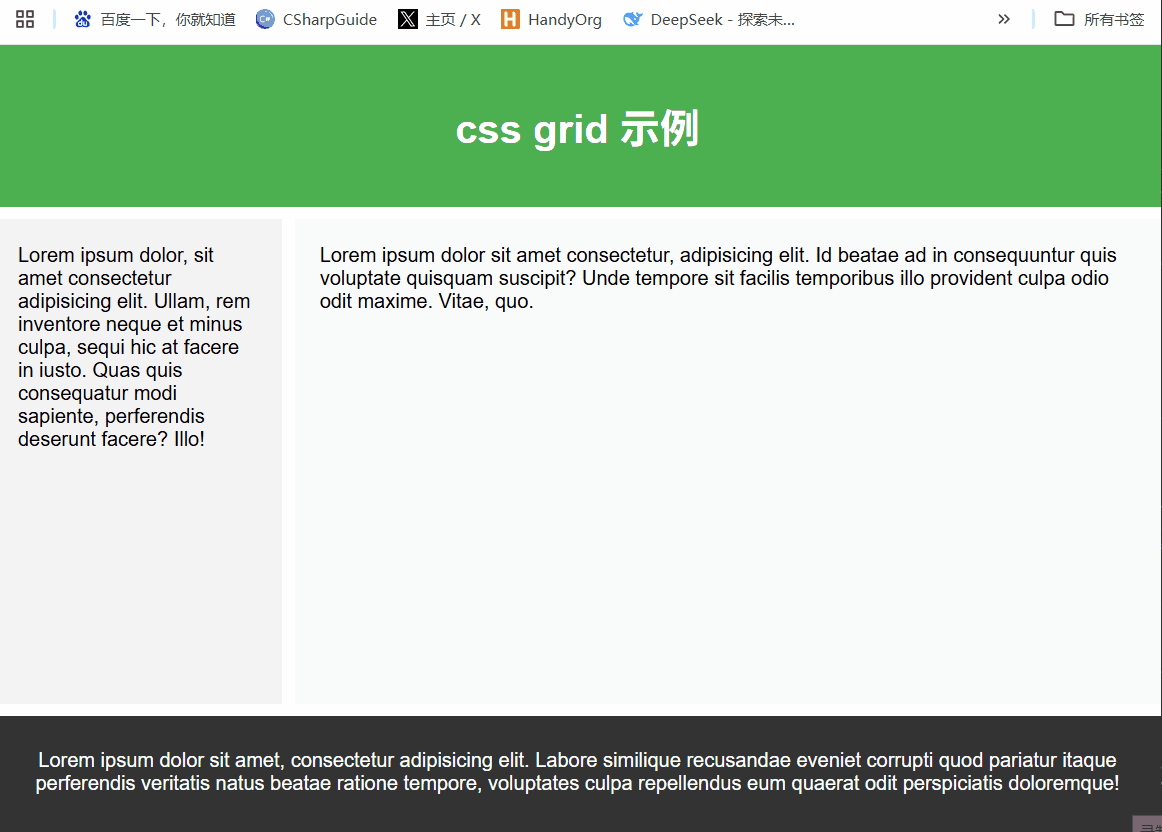 百度一下，你就知道 CSharpGuide 主页 / X HandyOrg DeepSeek - 探索未... 所有书签
css grid 示例
Lorem ipsum dolor, sit
amet consectetur
adipisicing elit. Ullam, rem
inventore neque et minus
culpa, sequi hic at facere
in iusto. Quas quis
consequatur modi
sapiente, perferendis
deserunt facere? Illo!
Lorem ipsum dolor sit amet consectetur, adipisicing elit. Id beatae ad in consequuntur quis
voluptate quisquam suscipit? Unde tempore sit facilis temporibus illo provident culpa odio
odit maxime. Vitae, quo.
Lorem ipsum dolor sit amet, consectetur adipisicing elit. Labore similique recusandae eveniet corrupti quod pariatur itaque
perferendis veritatis natus beatae ratione tempore, voluptates culpa repellendus eum quaerat odit perspiciatis doloremque!